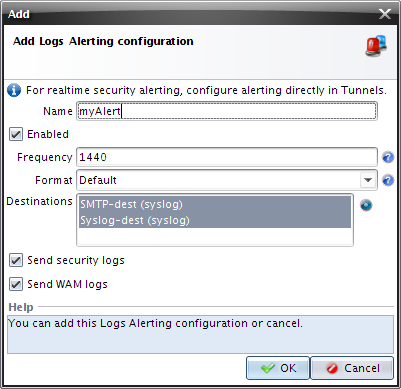 Add
Add Logs Alerting configuration
For realtime security alerting, configure alerting directly in Tunnels.
Name myAlert
Enabled
Frequency 1440
Format Default
Destinations SMTP-dest (syslog)
Syslog-dest (syslog)
Send security logs
Send WAM logs
Help
You can add this Logs Alerting configuration or cancel.
OK Cancel